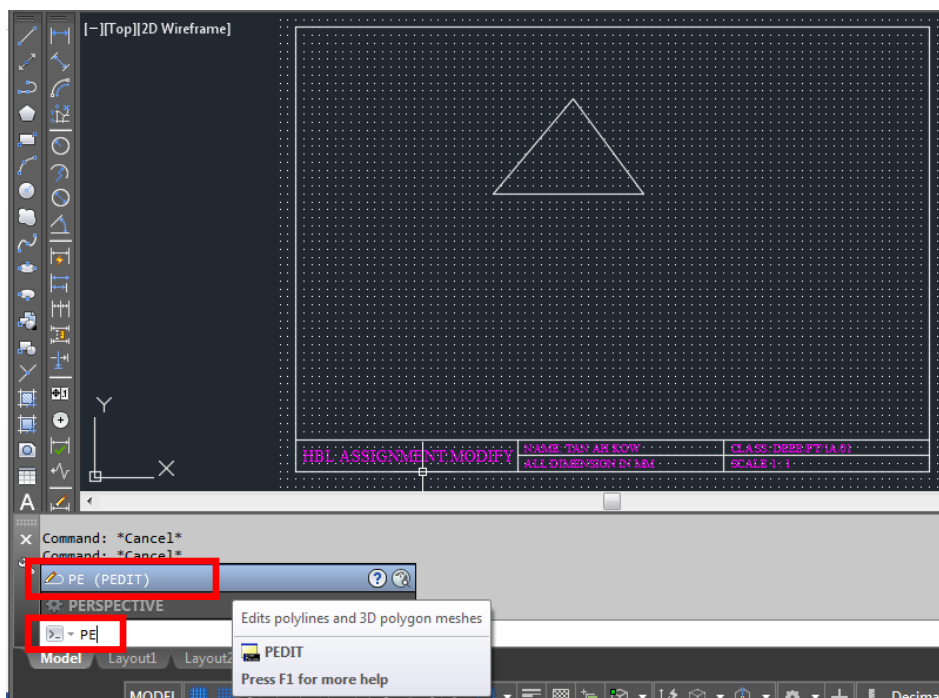 [−][Top][2D Wireframe]
Y
X
HBL ASSIGNMENT:MODIFY
NAME: TAN AH KOW
CLASS: DEEE FT/1A/01
ALL DIMENSION IN MM
SCALE 1 : 1
A
Command: *Cancel*
Command: *Cancel*
PE (PEDIT)
PERSPECTIVE
PE
Edits polylines and 3D polygon meshes
PEDIT
Press F1 for more help
Model Layout1 Layout2
MODEL Decima